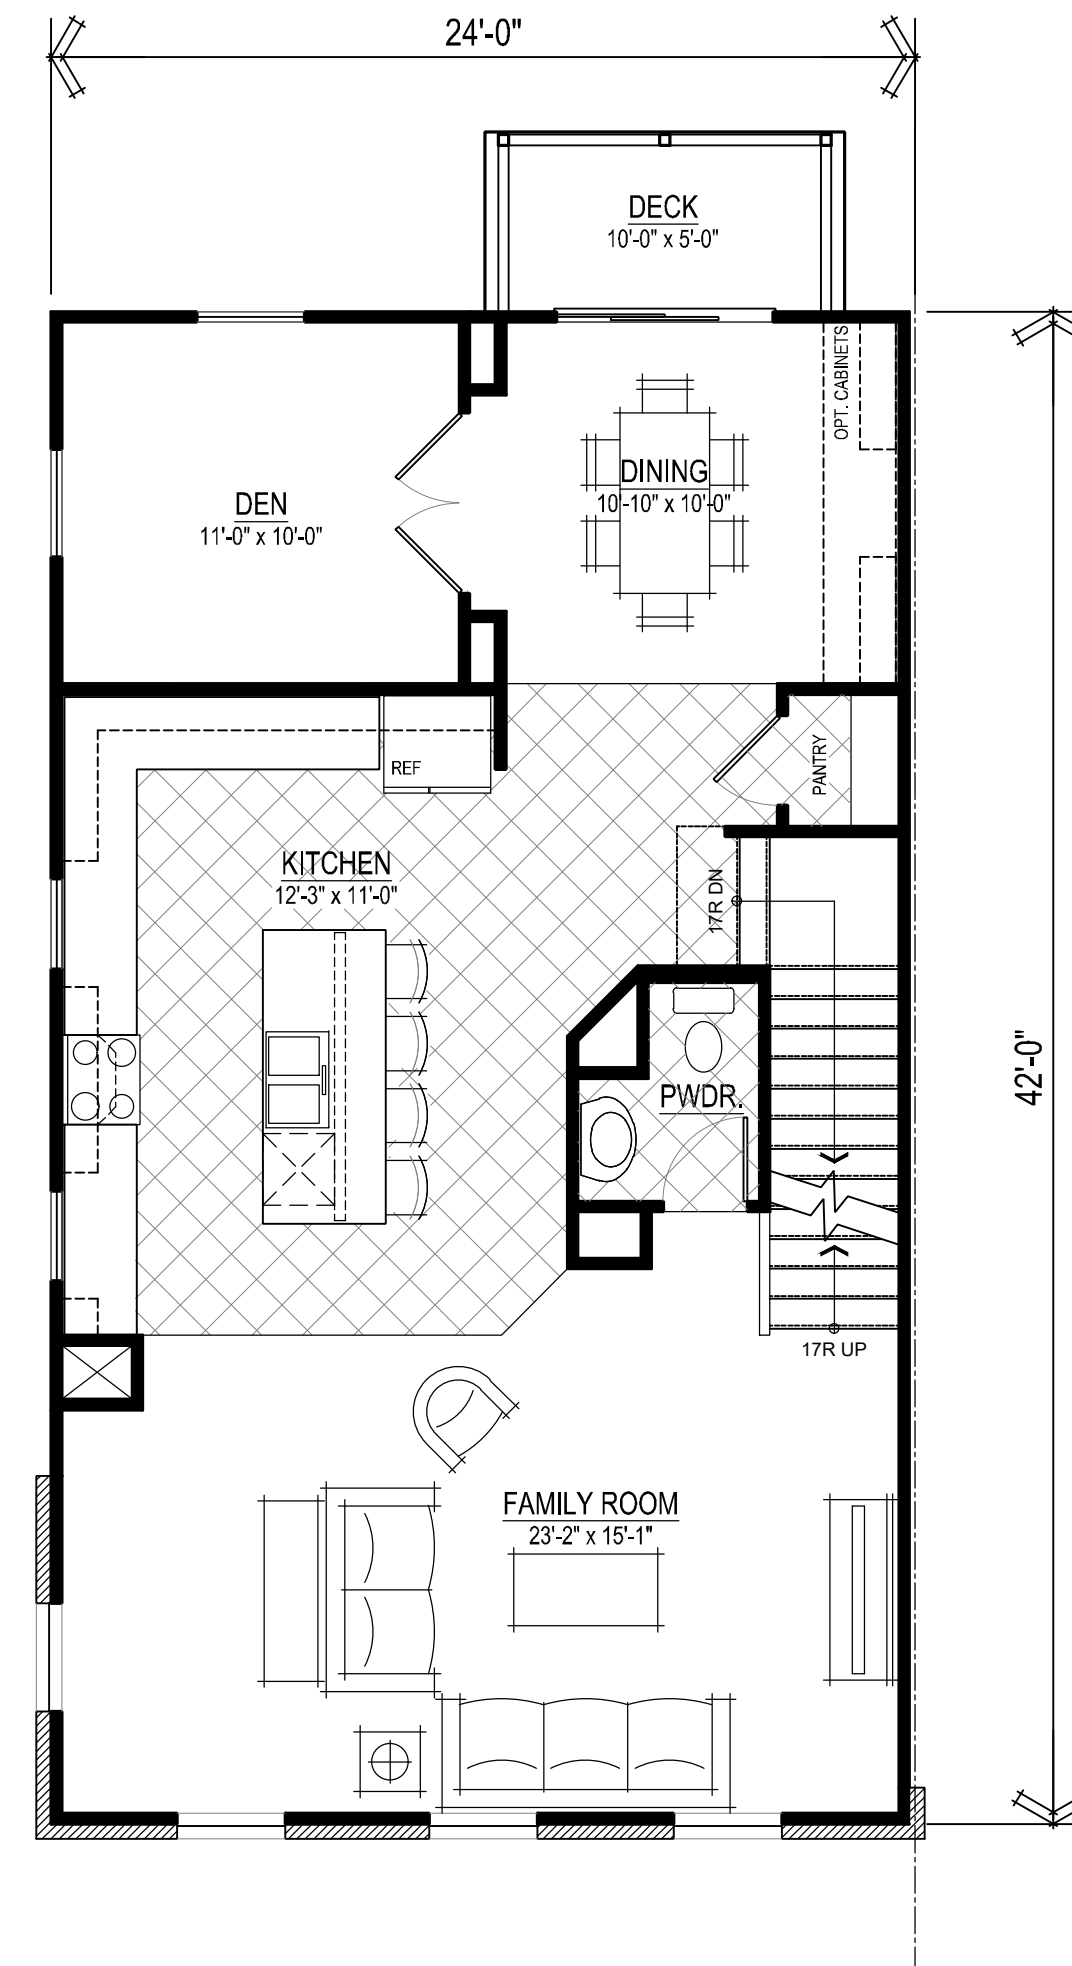 24'-0"
DECK
10'-0" x 5'-0"
OPT. CABINETS
DINING
10'-10" x 10'-0"
DEN
11'-0" x 10'-0"
REF
PANTRY
KITCHEN
12'-3" x 11'-0"
17R DN
42'-0"
PWDR.
17R UP
FAMILY ROOM
23'-2" x 15'-1"